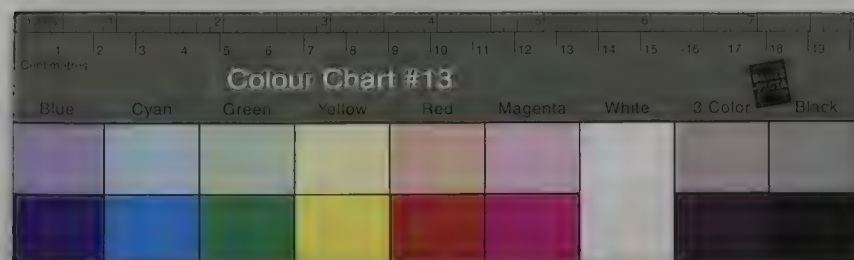 1 2 3 4 5 6 7 8 9 10 11 12 13 14 15 16 17 18 19
Centimetres
Colour Chart #13
Blue Cyan Green Yellow Red Magenta White 3 Color Black